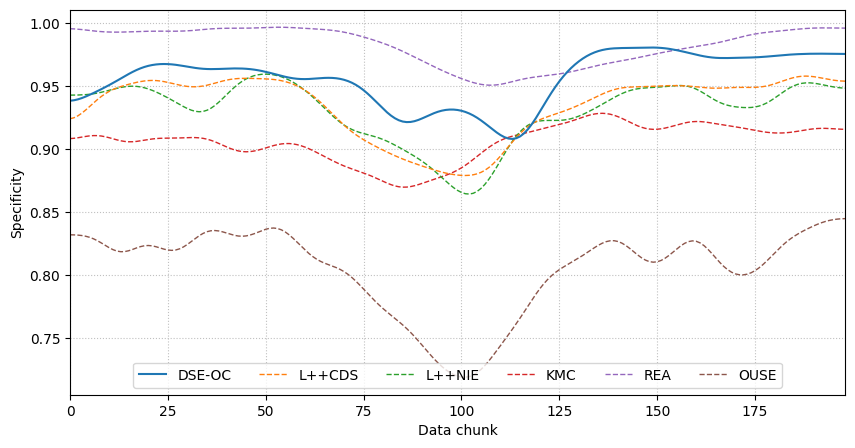 1.00
0.95
0.90
0.85
0.80
0.75
Specificity
DSE-OC L++CDS L++NIE KMC REA OUSE
0 25 50 75 100 125 150 175
Data chunk